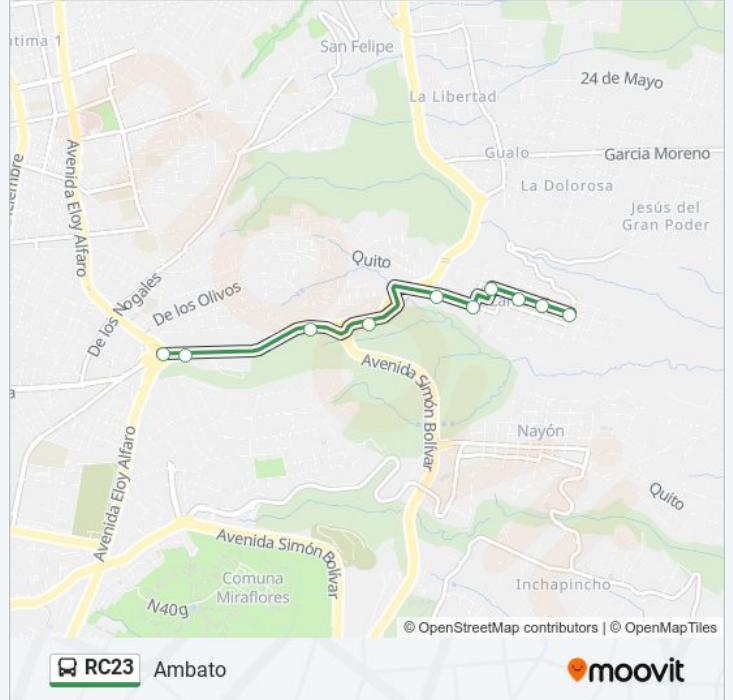 San Felipe
24 de Mayo
La Libertad
Gualo
Garcia Moreno
La Dolorosa
Jesús del
Gran Poder
Avenida Eloy Alfaro
Quito
De los Nogales
De los Olivos
Avenida Simón Bolívar
Nayón
Avenida Eloy Alfaro
Quito
Avenida Simón Bolívar
Comuna
Miraflores
N40g
Inchapincho
© OpenStreetMap contributors | © OpenMapTiles
RC23 Ambato
moovit